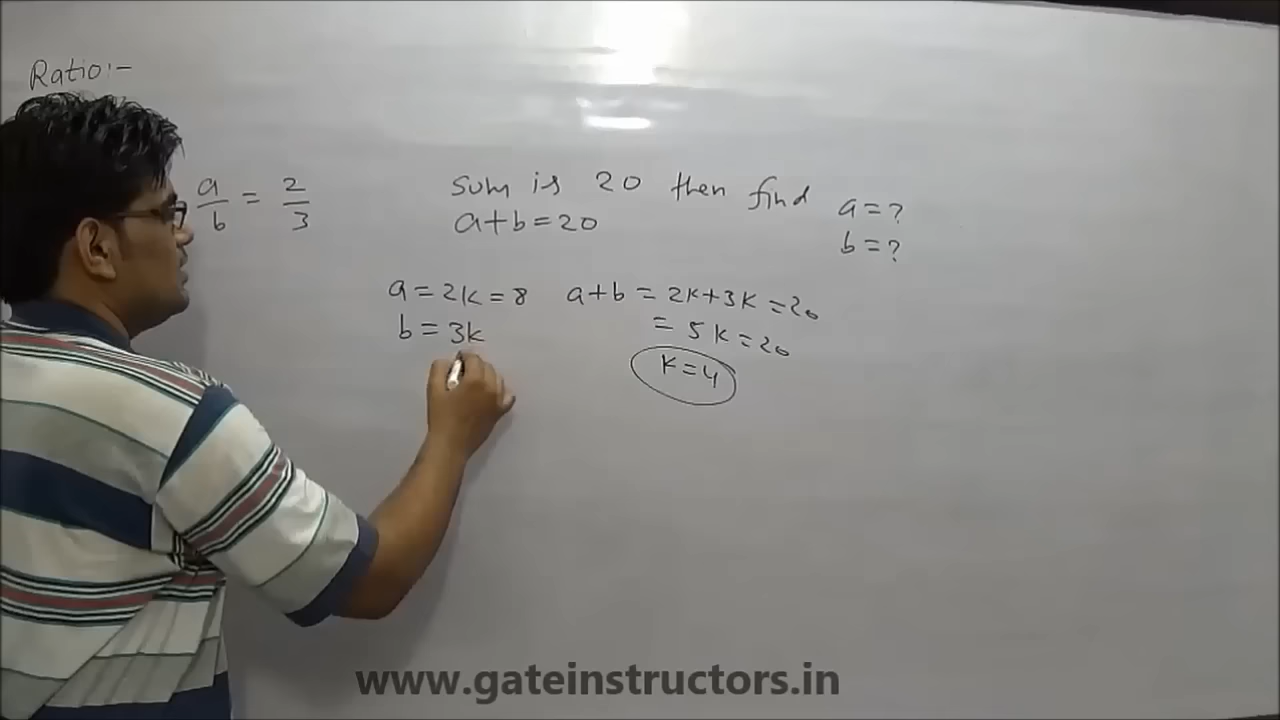 Ratio:-
a/b = 2/3
Sum is 20 then find a=?
b=?
a+b=20
a=2k=8
b=3k
a+b = 2k+3k=20
= 5k=20
k=4
www.gateinstructors.in